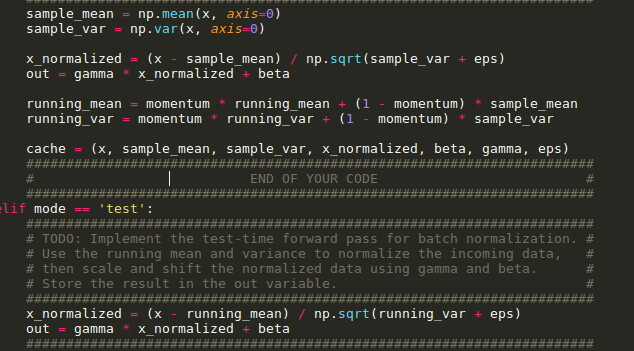 ###########################################################################
sample_mean = np.mean(x, axis=0)
sample_var = np.var(x, axis=0)
x_normalized = (x - sample_mean) / np.sqrt(sample_var + eps)
out = gamma * x_normalized + beta
running_mean = momentum * running_mean + (1 - momentum) * sample_mean
running_var = momentum * running_var + (1 - momentum) * sample_var
cache = (x, sample_mean, sample_var, x_normalized, beta, gamma, eps)
#######################################################################
#                           END OF YOUR CODE                          #
#######################################################################
elif mode == 'test':
#######################################################################
# TODO: Implement the test-time forward pass for batch normalization. #
# Use the running mean and variance to normalize the incoming data,   #
# then scale and shift the normalized data using gamma and beta.      #
# Store the result in the out variable.                               #
#######################################################################
x_normalized = (x - running_mean) / np.sqrt(running_var + eps)
out = gamma * x_normalized + beta
#######################################################################